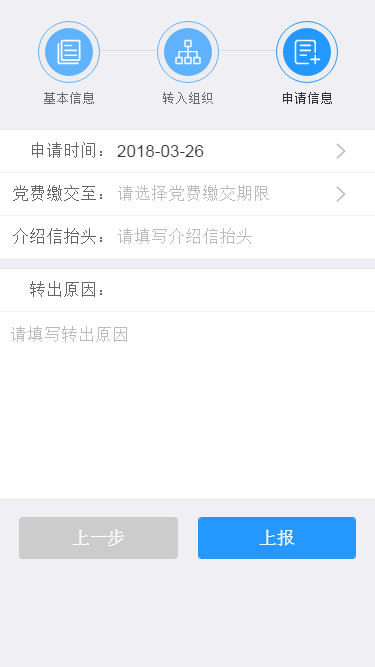 基本信息 转入组织 申请信息
申请时间： 2018-03-26
党费缴交至： 请选择党费缴交期限
介绍信抬头： 请填写介绍信抬头
转出原因：
请填写转出原因
上一步 上报